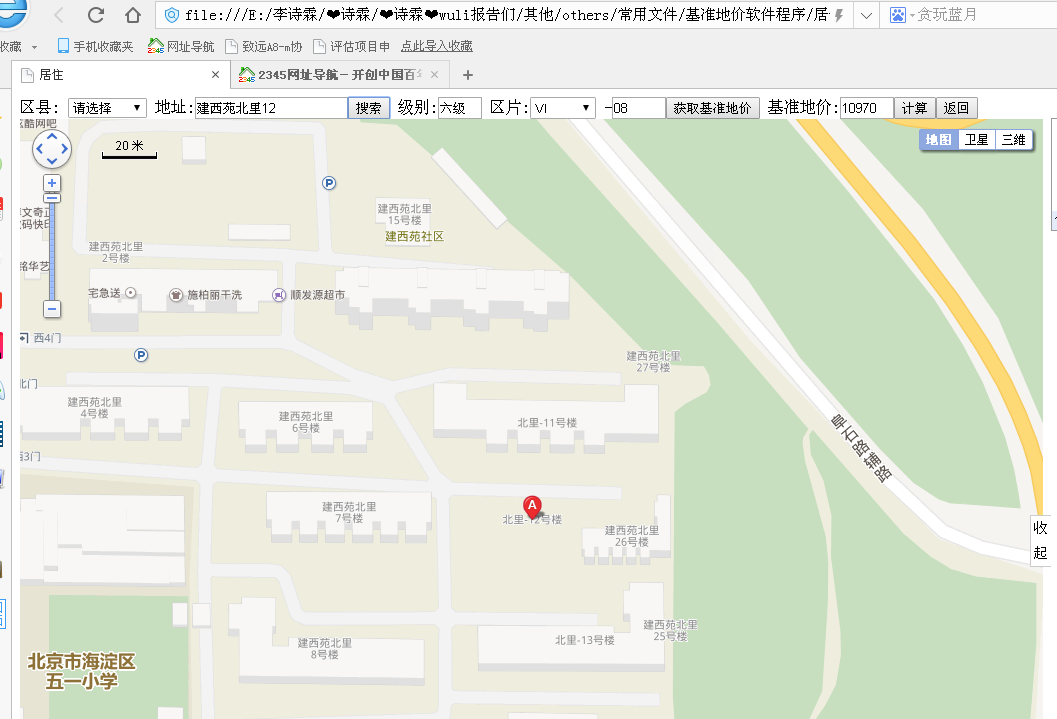 file:///E:/李诗霖/❤诗霖/❤诗霖❤wuli报告们/其他/others/常用文件/基准地价软件程序/居
贪玩蓝月
收藏 手机收藏夹 网址导航 致远A8-m协 评估项目申 点此导入收藏
居住 2345网址导航－开创中国百
区县: 请选择 地址: 建西苑北里12 搜索 级别: 六级 区片: VI -08 获取基准地价 基准地价: 10970 计算 返回
炫酷网吧
20 米
地图 卫星 三维
P
建西苑北里
15号楼
建西苑社区
建西苑北里
2号楼
铭华艺
宅急送 施柏丽干洗 顺发源超市
西4门
P
建西苑北里
27号楼
北门
建西苑北里
4号楼
建西苑北里
6号楼
北里-11号楼
阜石路辅路
西3门
建西苑北里
7号楼
A
北里-12号楼
建西苑北里
26号楼
收起
建西苑北里
25号楼
北里-13号楼
建西苑北里
8号楼
北京市海淀区
五一小学